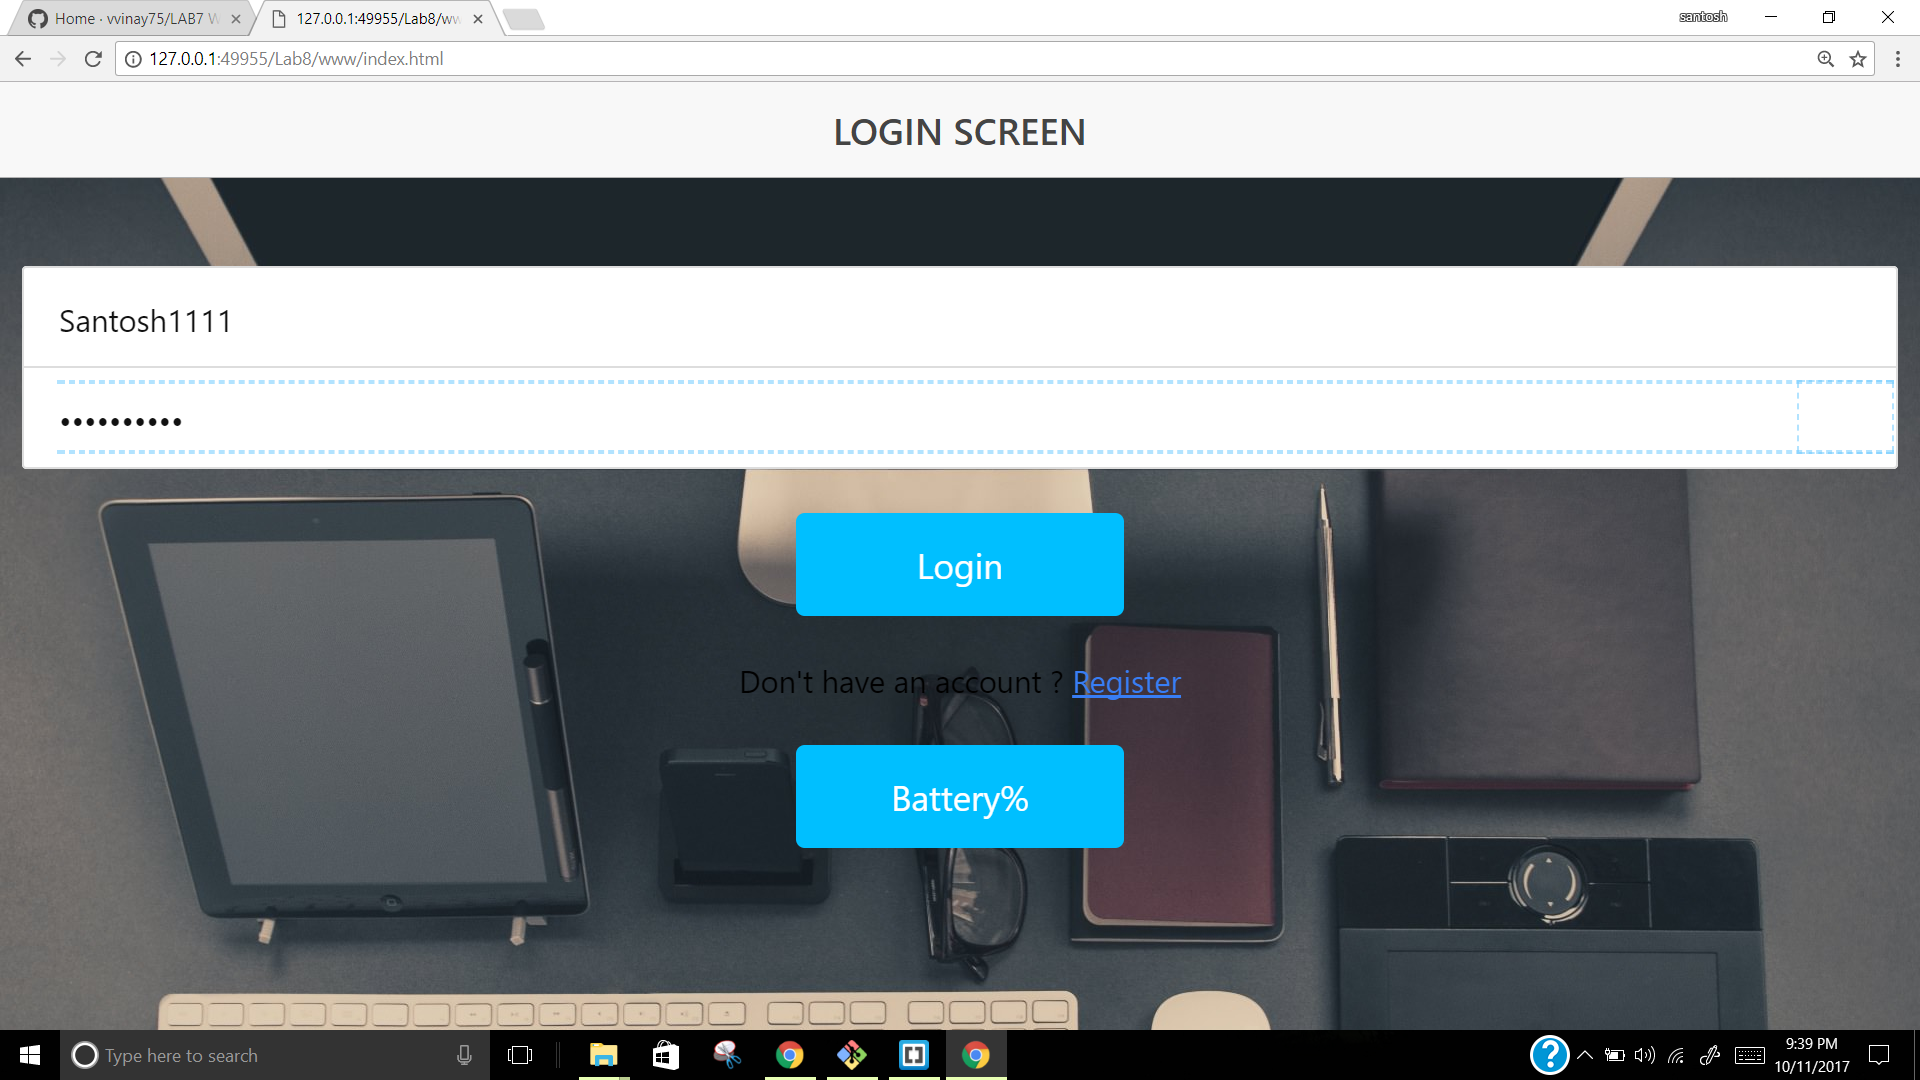 Home · vvinay75/LAB7 W
127.0.0.1:49955/Lab8/ww
santosh
127.0.0.1:49955/Lab8/www/index.html
LOGIN SCREEN
Santosh1111
••••••••••
Login
Don't have an account ? Register
Battery%
Type here to search
9:39 PM
10/11/2017